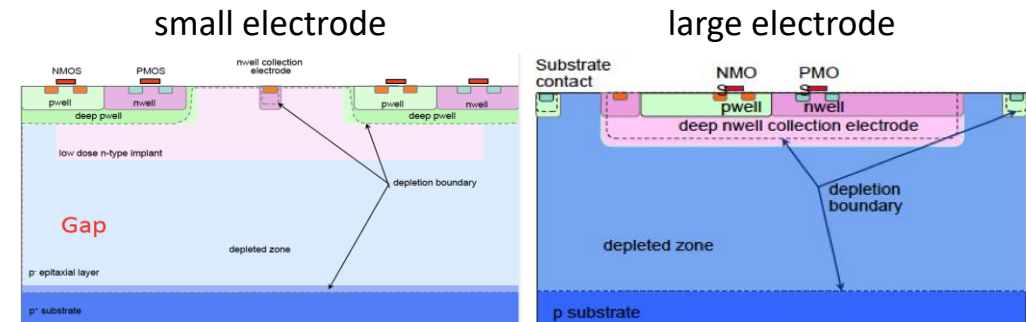 small electrode
nwell collection
electrode
NMOS
PMOS
pwell
nwell
pwell
nwell
deep pwell
deep pwell
low dose n-type implant
depletion boundary
Gap
depleted zone
p- epitaxial layer
p+ substrate
large electrode
Substrate
contact
NMO
S
PMO
S
pwell
nwell
deep nwell collection electrode
depletion
boundary
depleted zone
p substrate